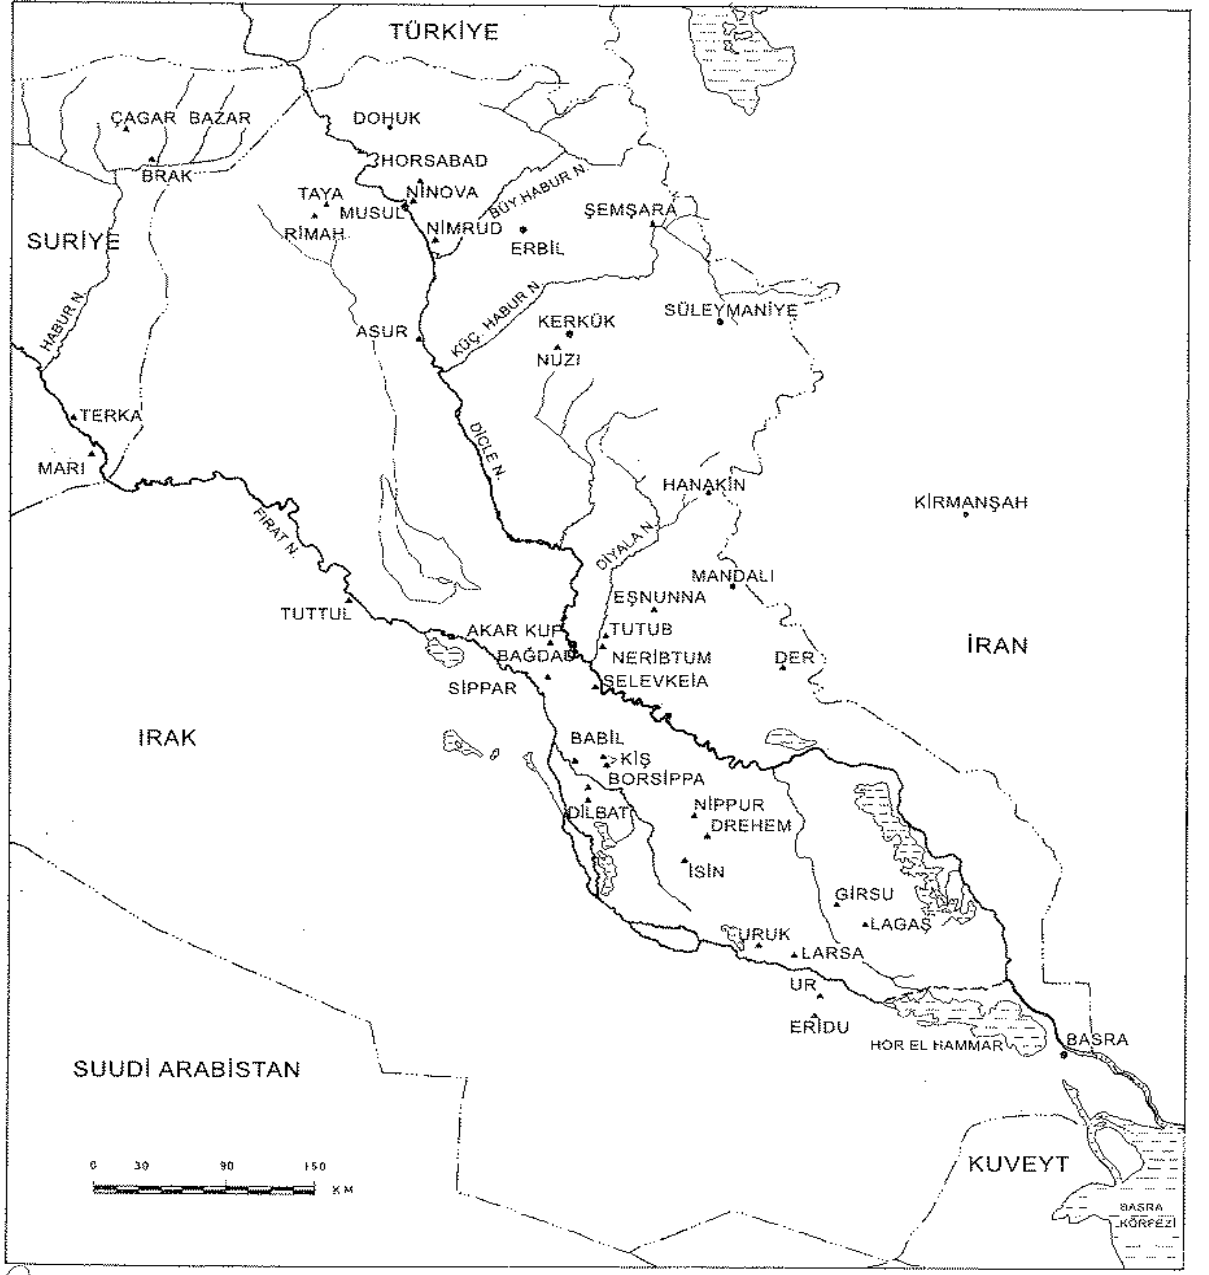 TÜRKİYE
ÇAGAR BAZAR
DOHUK
HORSABAD
BRAK
TAYA
NİNOVA
MUSUL
BÜY.HABUR N.
ŞEMŞARA
RİMAH
NİMRUD
SURİYE
ERBİL
HABUR N.
KÜÇ. HABUR N.
SÜLEYMANİYE
KERKÜK
ASUR
NUZI
TERKA
DİCLE N.
MARI
HANAKİN
KİRMANŞAH
FIRAT N.
DİYALA N.
MANDALI
EŞNUNNA
TUTTUL
AKAR KUF
TUTUB
İRAN
BAĞDAD
NERİBTUM
DER
SİPPAR
SELEVKEİA
IRAK
BABİL
KİŞ
BORSİPPA
NİPPUR
DİLBAT
DREHEM
İSİN
GİRSU
LAGAŞ
URUK
LARSA
UR
ERİDU
HOR EL HAMMAR
BASRA
SUUDİ ARABİSTAN
KUVEYT
0 30 90 150
KM
BASRA
KÖRFEZİ